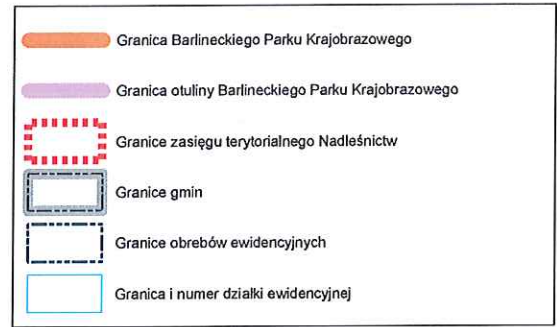 Granica Barlineckiego Parku Krajobrazowego
Granica otuliny Barlineckiego Parku Krajobrazowego
Granice zasięgu terytorialnego Nadleśnictw
Granice gmin
Granice obrębów ewidencyjnych
Granica i numer działki ewidencyjnej